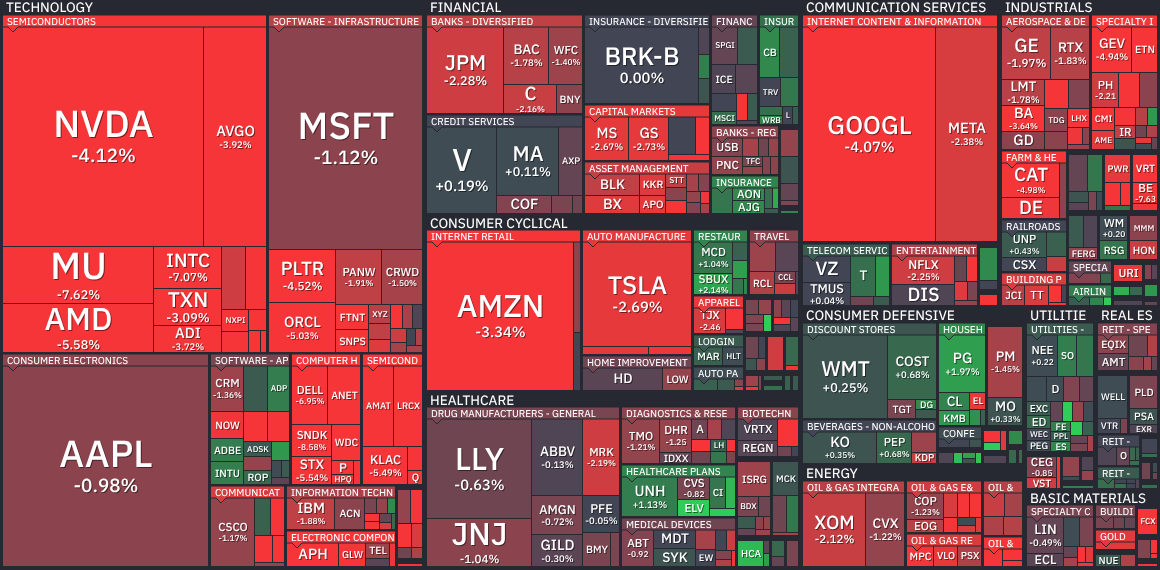 TECHNOLOGY
SEMICONDUCTORS
NVDA
-4.12%
AVGO
-3.92%
MU
-7.62%
AMD
-5.58%
INTC
-7.07%
TXN
-3.09%
ADI
-3.72%
NXPI
SOFTWARE - INFRASTRUCTURE
MSFT
-1.12%
PLTR
-4.52%
PANW
-1.91%
CRWD
-1.50%
ORCL
-5.03%
FTNT
XYZ
SNPS
CONSUMER ELECTRONICS
AAPL
-0.98%
SOFTWARE - AP
CRM
-1.36%
ADP
NOW
ADBE
ADSK
INTU
ROP
COMPUTER H
DELL
-6.95%
ANET
SNDK
-8.58%
WDC
STX
-5.54%
P
HPQ
SEMICOND
AMAT
LRCX
KLAC
-5.49%
Q
COMMUNICAT
CSCO
-1.17%
INFORMATION TECHN
IBM
-1.88%
ACN
ELECTRONIC COMPON
APH
GLW
TEL
FINANCIAL
BANKS - DIVERSIFIED
JPM
-2.28%
BAC
-1.78%
WFC
-1.40%
C
-2.16%
BNY
CREDIT SERVICES
V
+0.19%
MA
+0.11%
AXP
COF
INSURANCE - DIVERSIFIE
BRK-B
0.00%
CAPITAL MARKETS
MS
-2.67%
GS
-2.73%
ASSET MANAGEMENT
BLK
KKR
STT
BX
APO
FINANC
SPGI
ICE
MSCI
INSUR
CB
TRV
WRB
L
BANKS - REG
USB
PNC
TFC
INSURANCE
AON
AJG
CONSUMER CYCLICAL
INTERNET RETAIL
AMZN
-3.34%
AUTO MANUFACTURE
TSLA
-2.69%
HOME IMPROVEMENT
HD
LOW
RESTAUR
MCD
+1.04%
SBUX
+2.14%
TRAVEL
RCL
CCL
APPAREL
TJX
-2.46
LODGIN
MAR
HLT
AUTO PA
HEALTHCARE
DRUG MANUFACTURERS - GENERAL
LLY
-0.63%
JNJ
-1.04%
ABBV
-0.13%
MRK
-2.19%
AMGN
-0.72%
PFE
-0.05%
GILD
-0.30%
BMY
DIAGNOSTICS & RESE
TMO
-1.21%
DHR
-1.25
A
IDXX
LH
HEALTHCARE PLANS
UNH
+1.13%
CVS
-0.82
CI
ELV
MEDICAL DEVICES
ABT
-0.92
MDT
SYK
EW
BIOTECHN
VRTX
REGN
ISRG
MCK
BDX
HCA
COMMUNICATION SERVICES
INTERNET CONTENT & INFORMATION
GOOGL
-4.07%
META
-2.38%
TELECOM SERVIC
VZ
T
TMUS
+0.04%
ENTERTAINMENT
NFLX
-2.25%
DIS
CONSUMER DEFENSIVE
DISCOUNT STORES
WMT
+0.25%
COST
+0.68%
TGT
DG
HOUSEH
PG
+1.97%
CL
EL
KMB
PM
-1.45%
MO
+0.33%
BEVERAGES - NON-ALCOHO
KO
+0.35%
PEP
+0.68%
KDP
CONFE
ENERGY
OIL & GAS INTEGRA
XOM
-2.12%
CVX
-1.22%
OIL & GAS E&
COP
-1.23%
EOG
OIL & GAS RE
MPC
VLO
PSX
OIL &
OIL &
INDUSTRIALS
AEROSPACE & DE
GE
-1.97%
RTX
-1.83%
LMT
-1.78%
BA
-3.64%
TDG
LHX
GD
SPECIALTY I
GEV
-4.94%
ETN
PH
-2.21
CMI
IR
AME
FARM & HE
CAT
-4.98%
DE
PWR
VRT
BE
-7.63
RAILROADS
UNP
+0.43%
CSX
FERG
WM
+0.20
MMM
RSG
HON
BUILDING P
JCI
TT
SPECIA
URI
AIRLIN
UTILITIE
UTILITIES -
NEE
+0.22
SO
D
EXC
ED
FE
WEC
PPL
PEG
ES
CEG
-0.85
VST
REAL ES
REIT - SPE
EQIX
AMT
WELL
VTR
PLD
PSA
EXR
REIT -
O
REIT -
BASIC MATERIALS
SPECIALTY C
LIN
-0.49%
ECL
BUILDI
FCX
GOLD
NUE